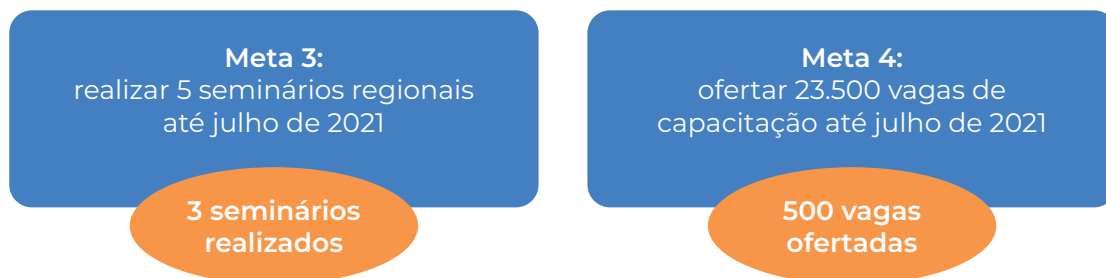 Meta 3:
realizar 5 seminários regionais
até julho de 2021
3 seminários
realizados
Meta 4:
ofertar 23.500 vagas de
capacitação até julho de 2021
500 vagas
ofertadas